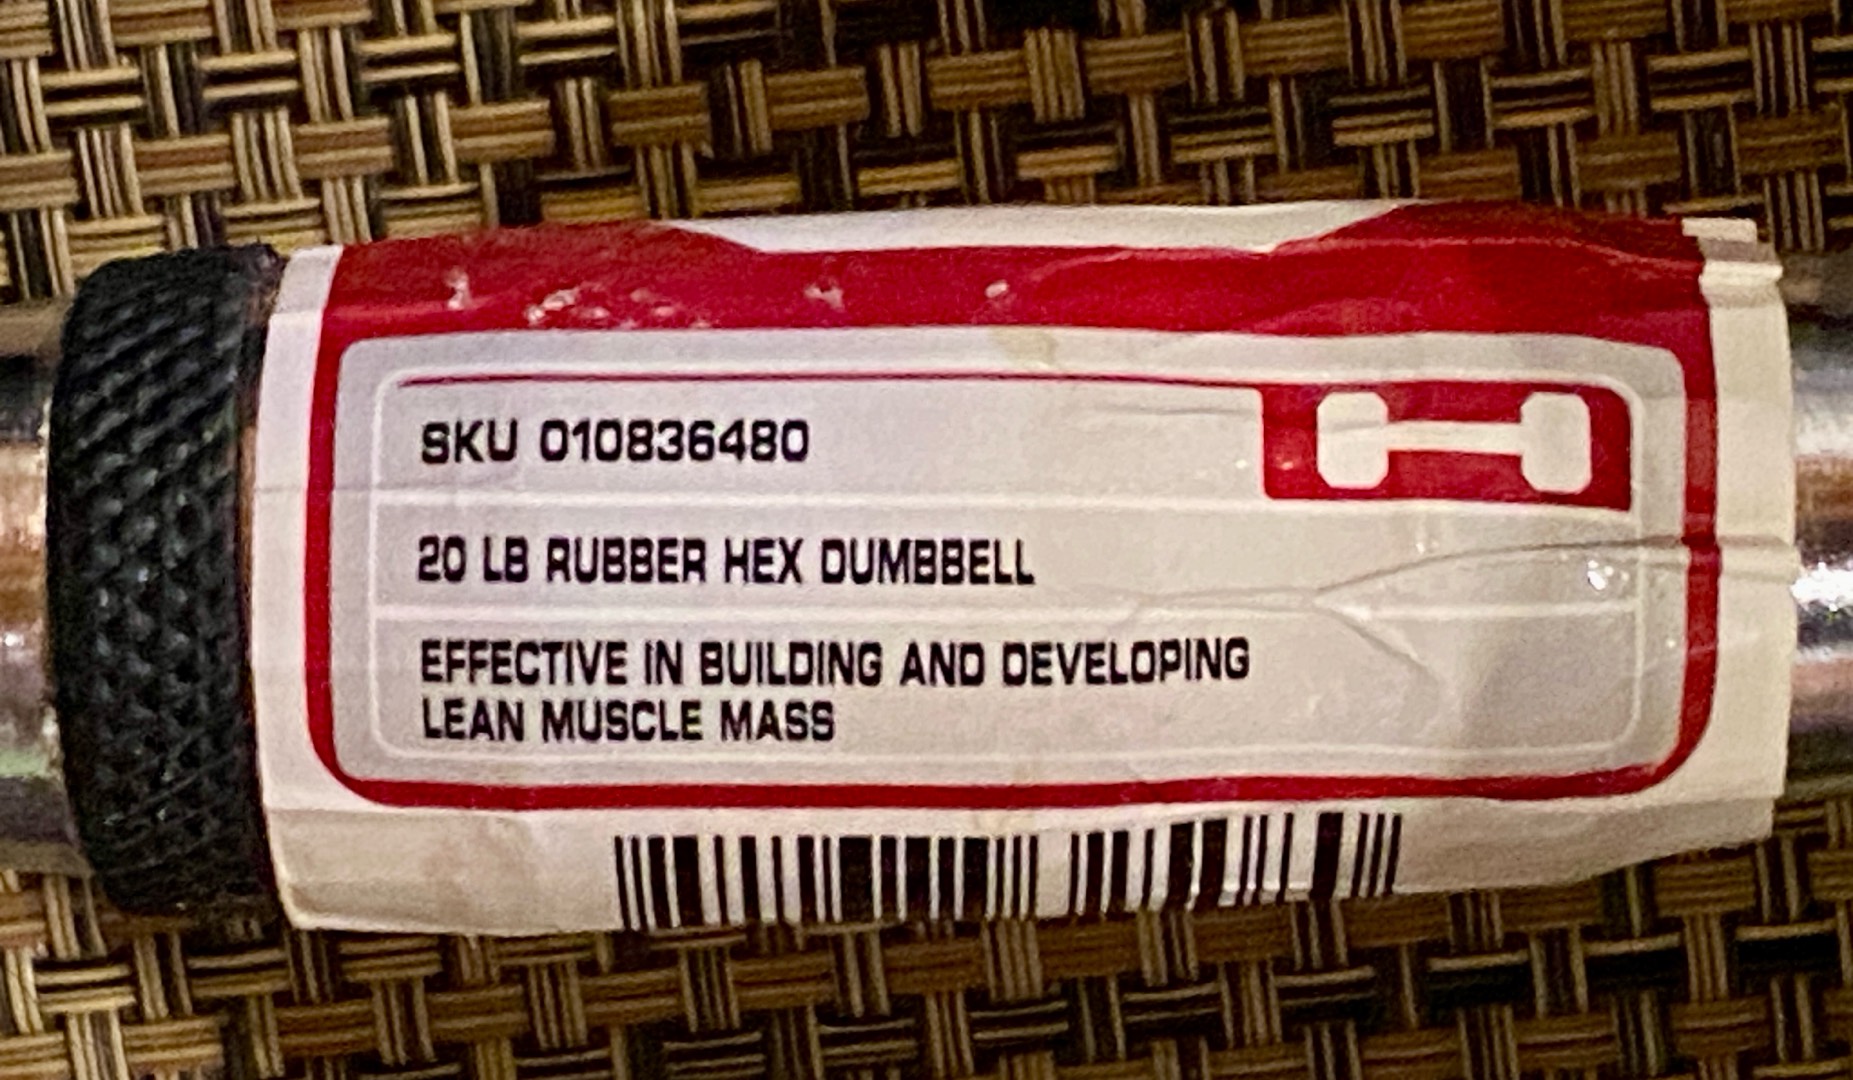 SKU 010836480
20 LB RUBBER HEX DUMBBELL
EFFECTIVE IN BUILDING AND DEVELOPING
LEAN MUSCLE MASS